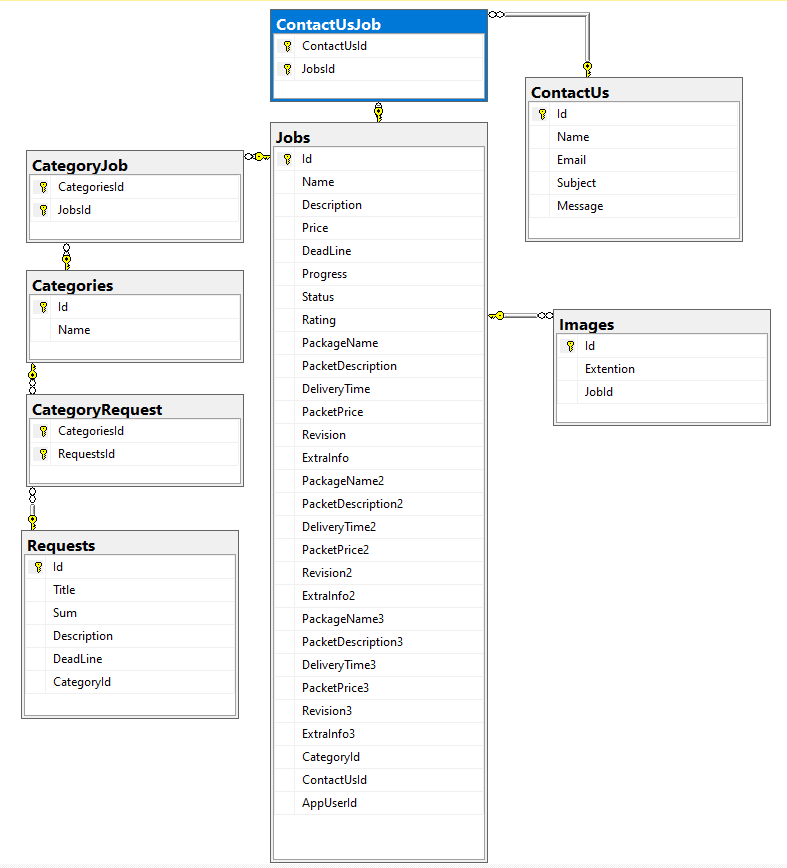 ContactUsJob
ContactUsId
JobsId
ContactUs
Id
Name
Email
Subject
Message
Jobs
Id
Name
Description
Price
DeadLine
Progress
Status
Rating
PackageName
PacketDescription
DeliveryTime
PacketPrice
Revision
ExtraInfo
PackageName2
PacketDescription2
DeliveryTime2
PacketPrice2
Revision2
ExtraInfo2
PackageName3
PacketDescription3
DeliveryTime3
PacketPrice3
Revision3
ExtraInfo3
CategoryId
ContactUsId
AppUserId
CategoryJob
CategoriesId
JobsId
Categories
Id
Name
CategoryRequest
CategoriesId
RequestsId
Requests
Id
Title
Sum
Description
DeadLine
CategoryId
Images
Id
Extention
JobId